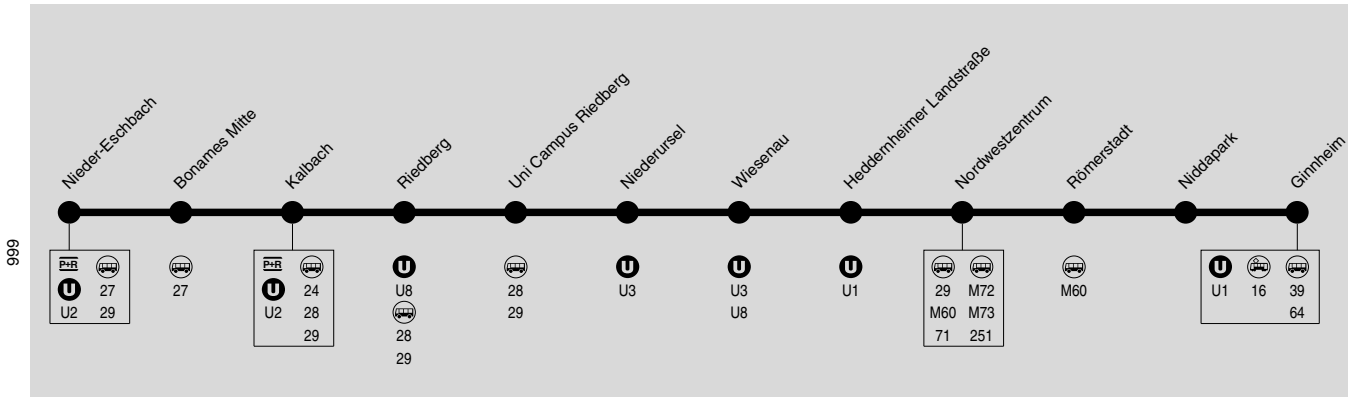 666
Nieder-Eschbach
Bonames Mitte
Kalbach
Riedberg
Uni Campus Riedberg
Niederursel
Wiesenau
Heddernheimer Landstraße
Nordwestzentrum
Römerstadt
Niddapark
Ginnheim
P+R
U 27
U2 29
27
P+R
U 24
U2 28
29
U
U8
28
29
28
29
U
U3
U
U3
U8
U
U1
29 M72
M60 M73
71 251
M60
U
U1 16 39
64